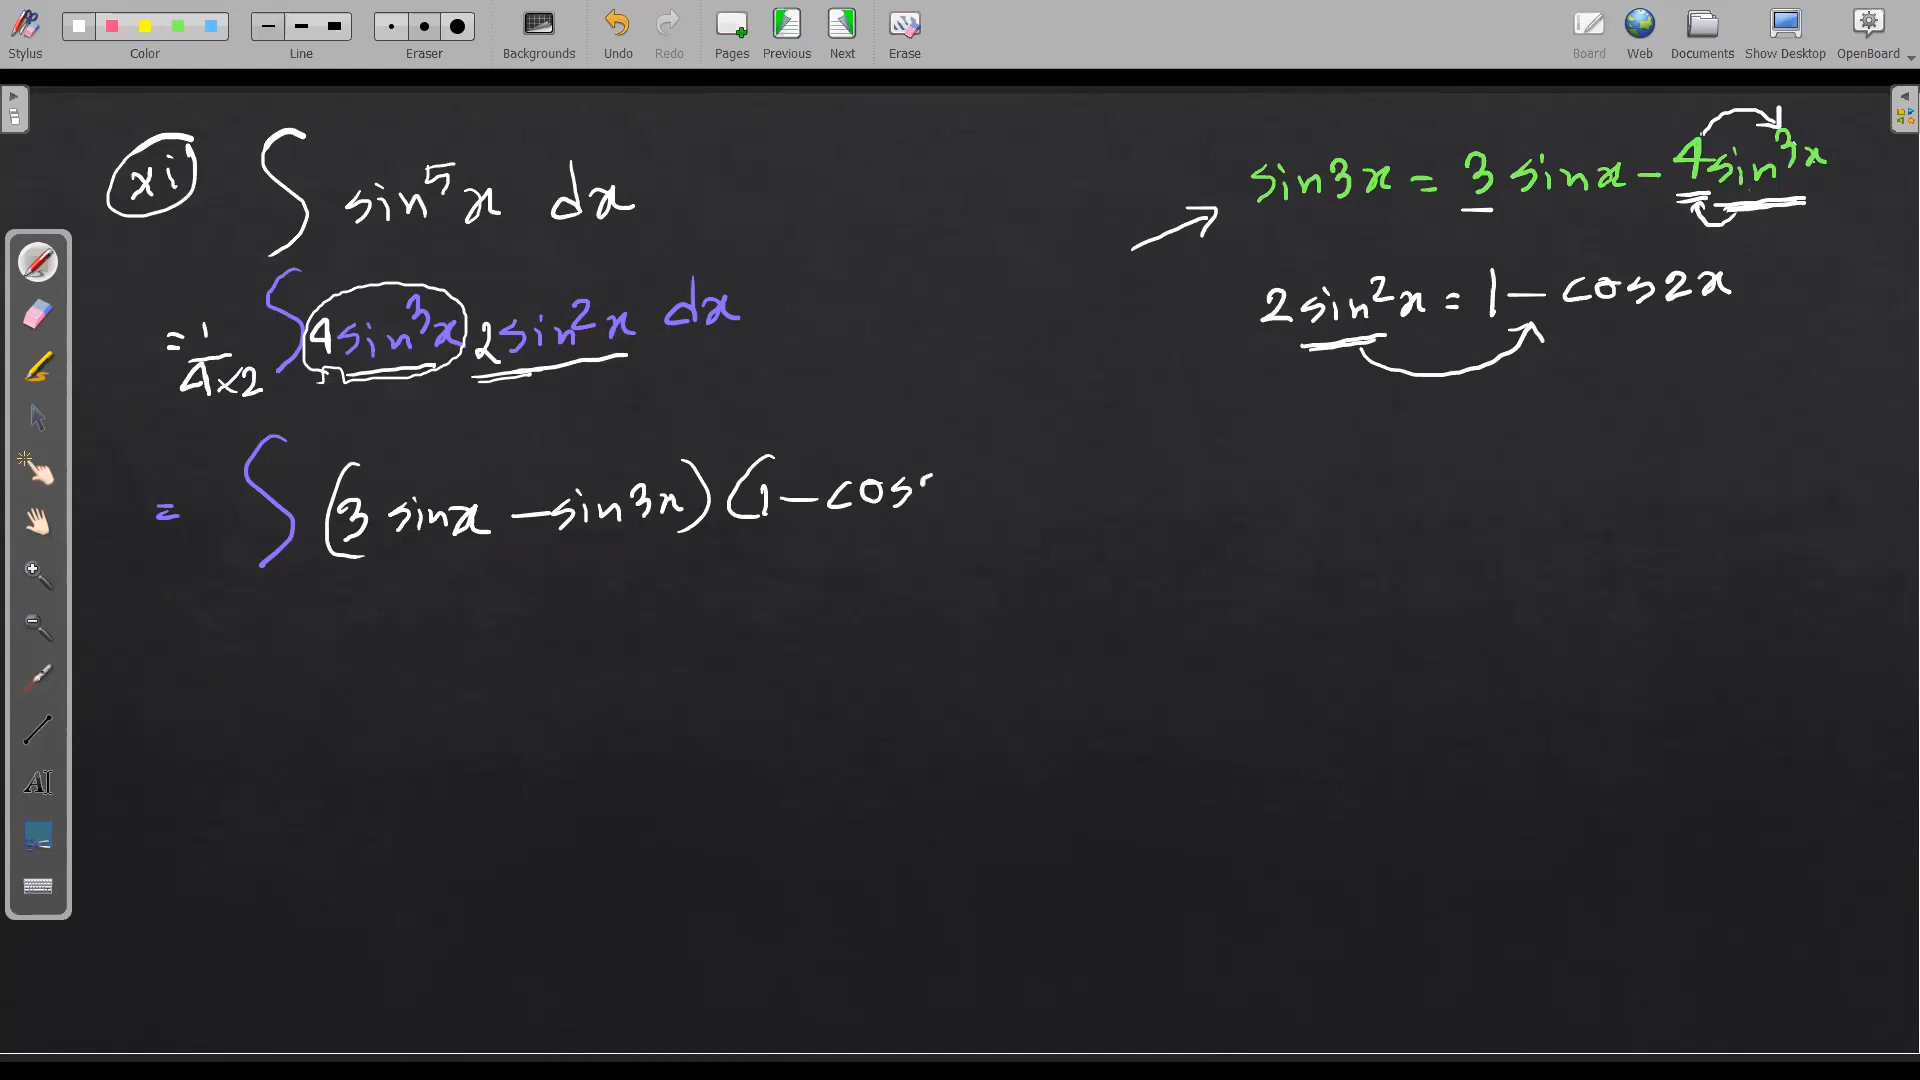 Stylus Color Line Eraser Backgrounds Undo Redo Pages Previous Next Erase Board Web Documents Show Desktop OpenBoard
xi ∫ sin⁵x dx
sin3x = 3 sinx - 4sin³x
2sin²x = 1 - cos2x
= 1/4×2 ∫ 4sin³x 2sin²x dx
= ∫ (3 sinx - sin3x) (1 - cos
AI